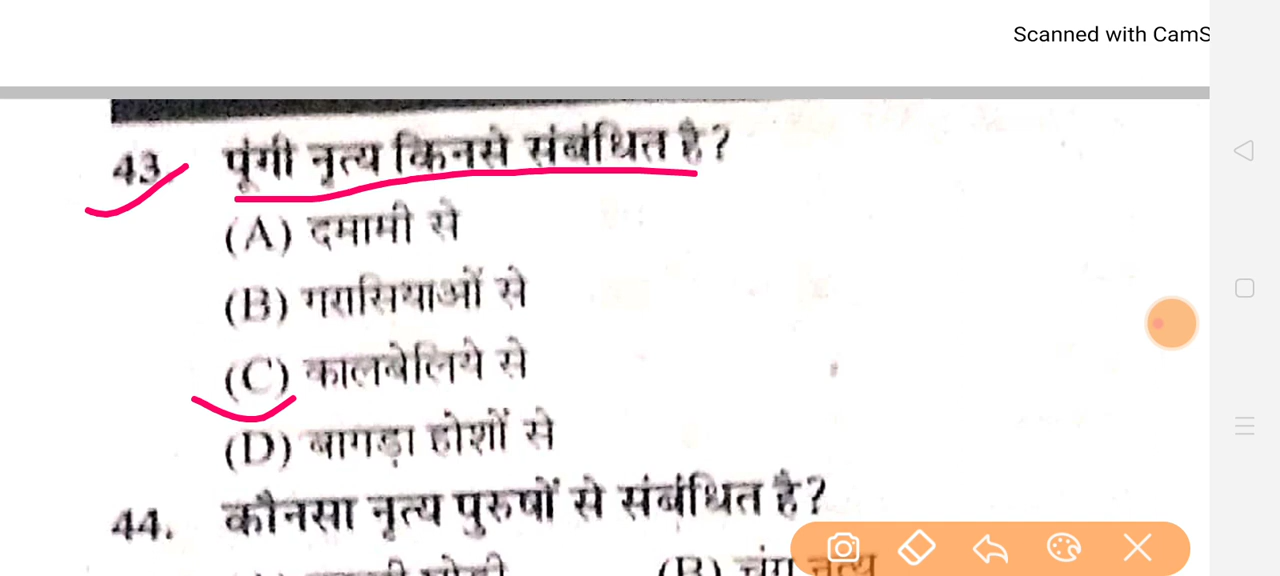 Scanned with CamS
43. पूंगी नृत्य किनसे संबंधित है?
(A) दमामी से
(B) गरासियाओं से
(C) कालबेलिये से
(D) बागड़ा होशों से
44. कौनसा नृत्य पुरुषों से संबंधित है?
(B) चंग नृत्य